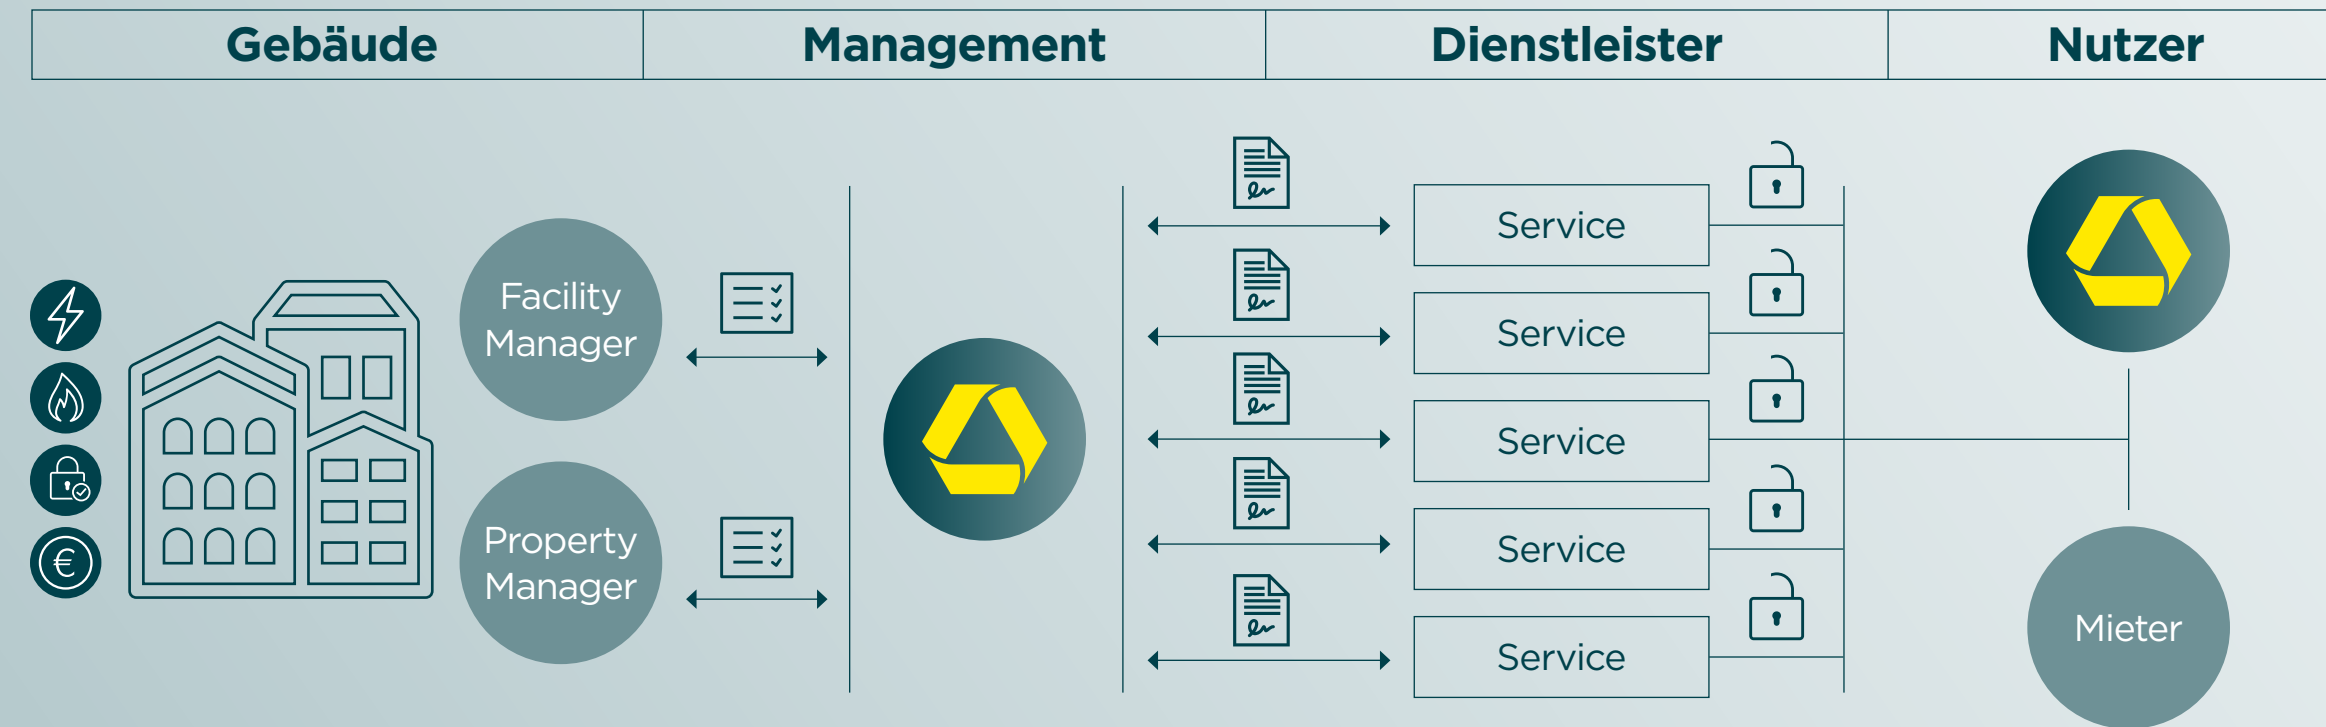 Gebäude
Management
Dienstleister
Nutzer
Facility
Manager
Property
Manager
€
Service
Service
Service
Service
Service
Mieter